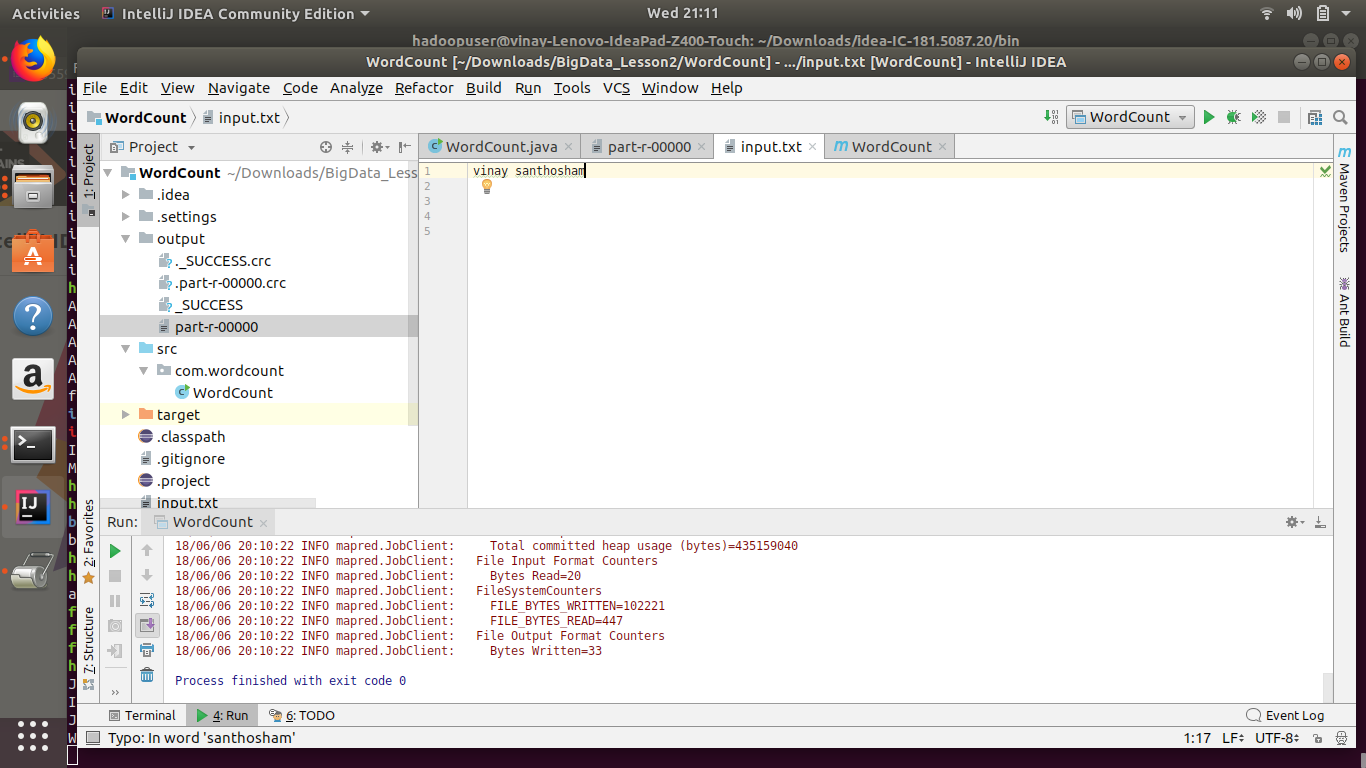 Activities IntelliJ IDEA Community Edition Wed 21:11
hadoopuser@vinay-Lenovo-IdeaPad-Z400-Touch: ~/Downloads/idea-IC-181.5087.20/bin
WordCount [~/Downloads/BigData_Lesson2/WordCount] - .../input.txt [WordCount] - IntelliJ IDEA
File Edit View Navigate Code Analyze Refactor Build Run Tools VCS Window Help
WordCount input.txt WordCount
Project WordCount.java part-r-00000 input.txt WordCount
1: Project
WordCount ~/Downloads/BigData_Less
.idea
.settings
output
._SUCCESS.crc
.part-r-00000.crc
_SUCCESS
part-r-00000
src
com.wordcount
WordCount
target
.classpath
.gitignore
.project
input.txt
1 vinay santhosham
2
3
4
5
Maven Projects
Ant Build
2: Favorites
7: Structure
Run: WordCount
18/06/06 20:10:22 INFO mapred.JobClient: Total committed heap usage (bytes)=435159040
18/06/06 20:10:22 INFO mapred.JobClient: File Input Format Counters
18/06/06 20:10:22 INFO mapred.JobClient: Bytes Read=20
18/06/06 20:10:22 INFO mapred.JobClient: FileSystemCounters
18/06/06 20:10:22 INFO mapred.JobClient: FILE_BYTES_WRITTEN=102221
18/06/06 20:10:22 INFO mapred.JobClient: FILE_BYTES_READ=447
18/06/06 20:10:22 INFO mapred.JobClient: File Output Format Counters
18/06/06 20:10:22 INFO mapred.JobClient: Bytes Written=33
Process finished with exit code 0
Terminal 4: Run 6: TODO Event Log
Typo: In word 'santhosham' 1:17 LF UTF-8